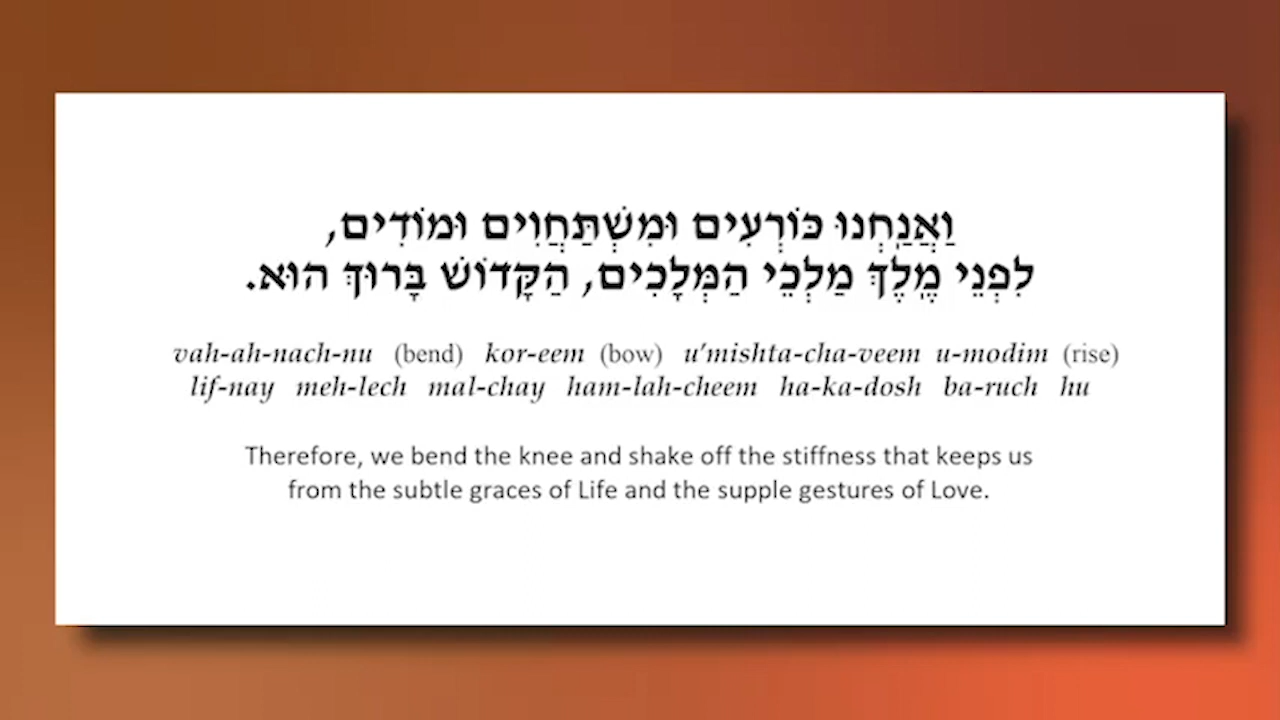 וַאֲנַֽחְנוּ כּוֹרְעִים וּמִשְׁתַּחֲוִים וּמוֹדִים,
לִפְנֵי מֶֽלֶךְ מַלְכֵי הַמְּלָכִים, הַקָּדוֹשׁ בָּרוּךְ הוּא.
vah-ah-nach-nu (bend) kor-eem (bow) u'mishta-cha-veem u-modim (rise)
lif-nay meh-lech mal-chay ham-lah-cheem ha-ka-dosh ba-ruch hu
Therefore, we bend the knee and shake off the stiffness that keeps us
from the subtle graces of Life and the supple gestures of Love.